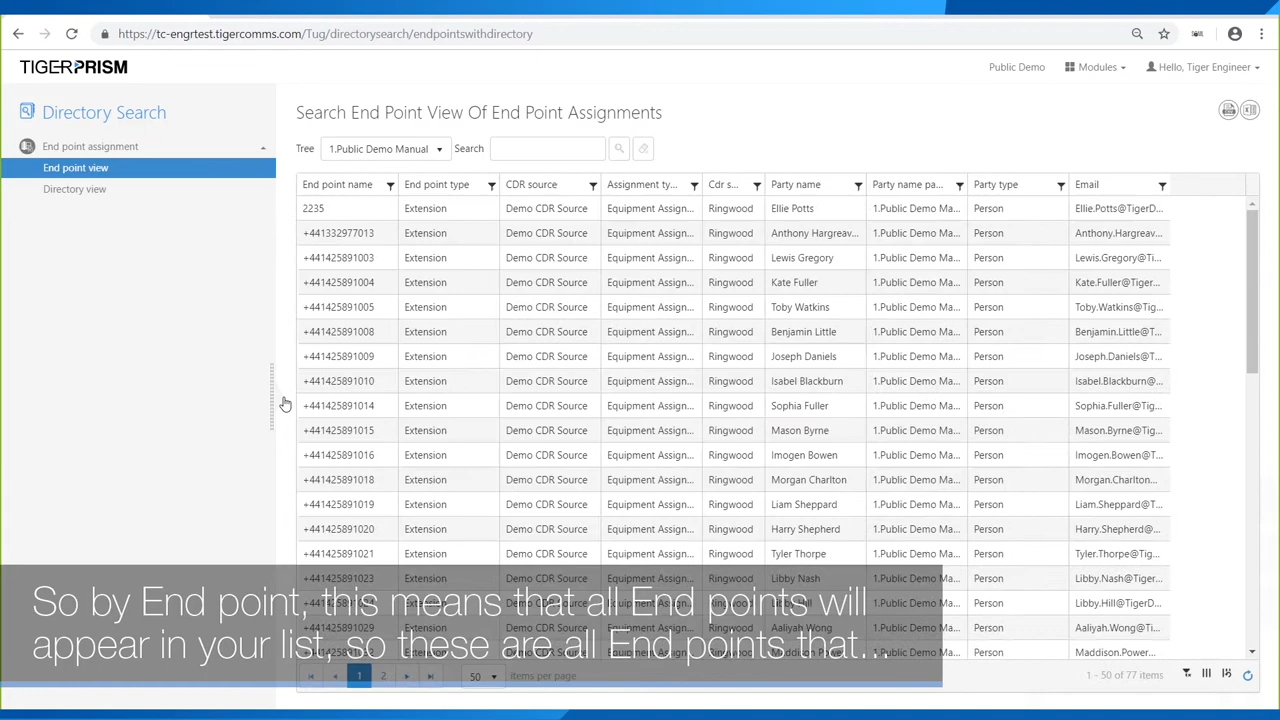 https://tc-engrtest.tigercomms.com/Tug/directorysearch/endpointswithdirectory
TIGERPRISM
Public Demo Modules Hello, Tiger Engineer
Directory Search
End point assignment
End point view
Directory view
Search End Point View Of End Point Assignments
Tree 1.Public Demo Manual Search
End point name End point type CDR source Assignment ty... Cdr s... Party name Party name pa... Party type Email
2235 Extension Demo CDR Source Equipment Assign... Ringwood Ellie Potts 1.Public Demo Ma... Person Ellie.Potts@TigerD...
+441332977013 Extension Demo CDR Source Equipment Assign... Ringwood Anthony Hargreav... 1.Public Demo Ma... Person Anthony.Hargreav...
+441425891003 Extension Demo CDR Source Equipment Assign... Ringwood Lewis Gregory 1.Public Demo Ma... Person Lewis.Gregory@Ti...
+441425891004 Extension Demo CDR Source Equipment Assign... Ringwood Kate Fuller 1.Public Demo Ma... Person Kate.Fuller@Tiger...
+441425891005 Extension Demo CDR Source Equipment Assign... Ringwood Toby Watkins 1.Public Demo Ma... Person Toby.Watkins@Tig...
+441425891008 Extension Demo CDR Source Equipment Assign... Ringwood Benjamin Little 1.Public Demo Ma... Person Benjamin.Little@T...
+441425891009 Extension Demo CDR Source Equipment Assign... Ringwood Joseph Daniels 1.Public Demo Ma... Person Joseph.Daniels@Ti...
+441425891010 Extension Demo CDR Source Equipment Assign... Ringwood Isabel Blackburn 1.Public Demo Ma... Person Isabel.Blackburn@...
+441425891014 Extension Demo CDR Source Equipment Assign... Ringwood Sophia Fuller 1.Public Demo Ma... Person Sophia.Fuller@Tig...
+441425891015 Extension Demo CDR Source Equipment Assign... Ringwood Mason Byrne 1.Public Demo Ma... Person Mason.Byrne@Tig...
+441425891016 Extension Demo CDR Source Equipment Assign... Ringwood Imogen Bowen 1.Public Demo Ma... Person Imogen.Bowen@T...
+441425891018 Extension Demo CDR Source Equipment Assign... Ringwood Morgan Charlton 1.Public Demo Ma... Person Morgan.Charlton...
+441425891019 Extension Demo CDR Source Equipment Assign... Ringwood Liam Sheppard 1.Public Demo Ma... Person Liam.Sheppard@T...
+441425891020 Extension Demo CDR Source Equipment Assign... Ringwood Harry Shepherd 1.Public Demo Ma... Person Harry.Shepherd@T...
+441425891021 Extension Demo CDR Source Equipment Assign... Ringwood Tyler Thorpe 1.Public Demo Ma... Person Tyler.Thorpe@Tig...
+441425891023 Extension Demo CDR Source Equipment Assign... Ringwood Libby Nash 1.Public Demo Ma... Person Libby.Nash@Tiger...
Libby Hill Person Libby.Hill@TigerD...
Aaliyah Wong Person Aaliyah.Wong@Ti...
Maddison.Power...
So by End point, this means that all End points will
appear in your list, so these are all End points that...
1 2 50 items per page 1 - 50 of 77 items